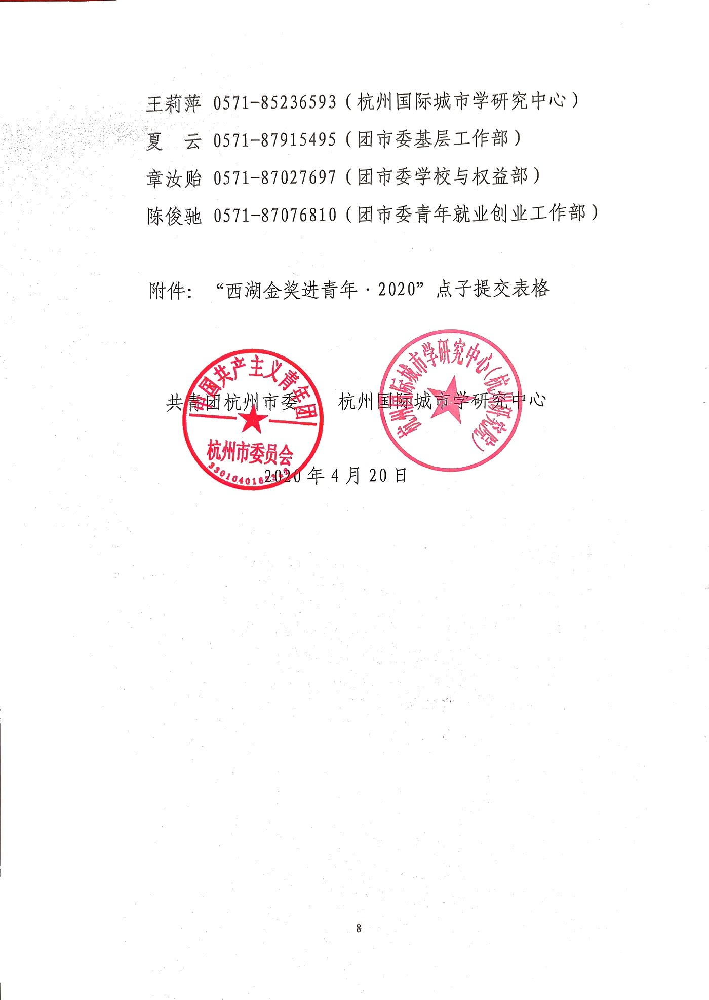 王莉萍 0571-85236593（杭州国际城市学研究中心）
夏　云 0571-87915495（团市委基层工作部）
章汝贻 0571-87027697（团市委学校与权益部）
陈俊驰 0571-87076810（团市委青年就业创业工作部）
附件： “西湖金奖进青年·2020”点子提交表格
中国共产主义青年团
杭州市委员会
杭州国际城市学研究中心(杭州研究院)
共青团杭州市委　　杭州国际城市学研究中心
2020 年 4 月 20 日
8